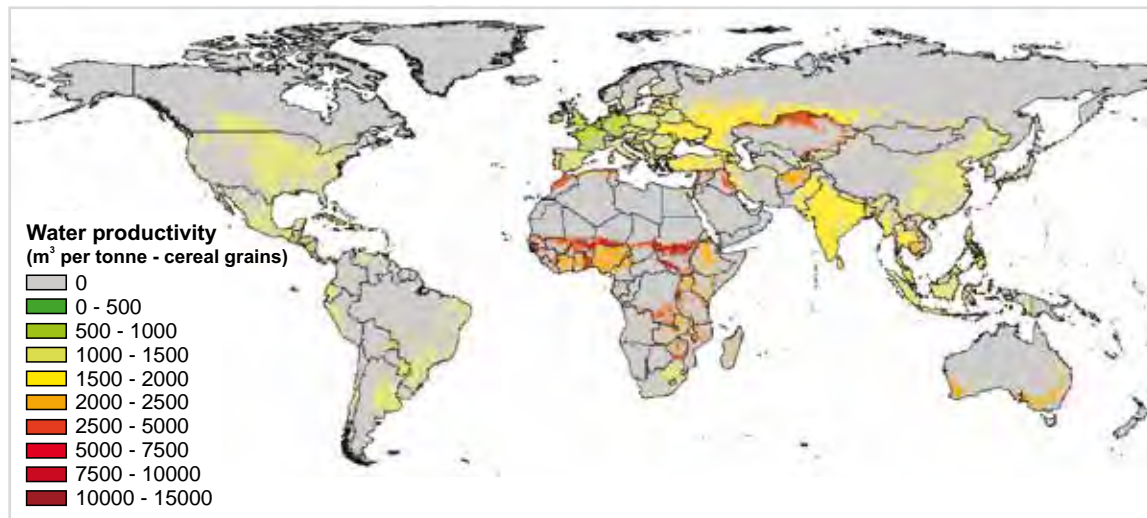 Water productivity
(m³ per tonne - cereal grains)
0
0 - 500
500 - 1000
1000 - 1500
1500 - 2000
2000 - 2500
2500 - 5000
5000 - 7500
7500 - 10000
10000 - 15000